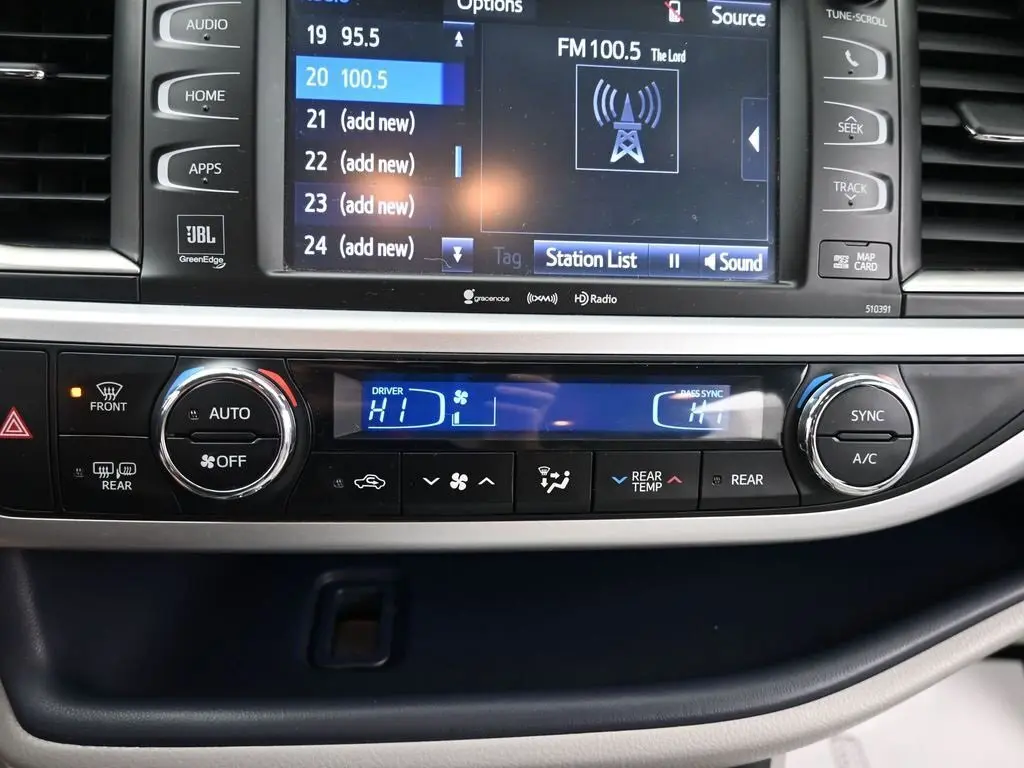 Options
Source
TUNE·SCROLL
AUDIO
19 95.5
FM 100.5 The Lord
20 100.5
HOME
21 (add new)
SEEK
22 (add new)
APPS
TRACK
23 (add new)
JBL
GreenEdge
24 (add new)
Tag
Station List
Sound
MAP
CARD
gracenote
((SXM))
HD Radio
510391
FRONT
AUTO
DRIVER
HI
PASS SYNC
HI
SYNC
OFF
A/C
REAR
REAR
TEMP
REAR